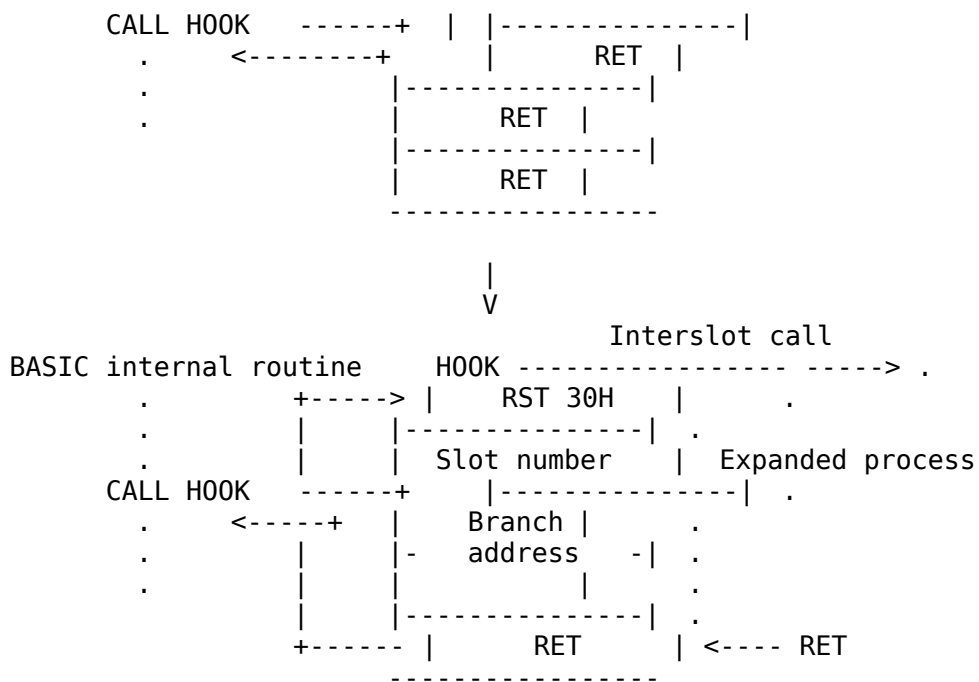 CALL HOOK ------+ | |---------------|
. <--------+ | RET |
. |---------------|
. | RET |
|---------------|
| RET |
-----------------
|
V
Interslot call
BASIC internal routine HOOK ----------------- -----> .
. +-----> | RST 30H | .
. | |---------------| .
. | | Slot number | Expanded process
CALL HOOK ------+ |---------------| .
. <-----+ | Branch | .
. | |- address -| .
. | | | .
| |---------------| .
+------ | RET | <---- RET
-----------------